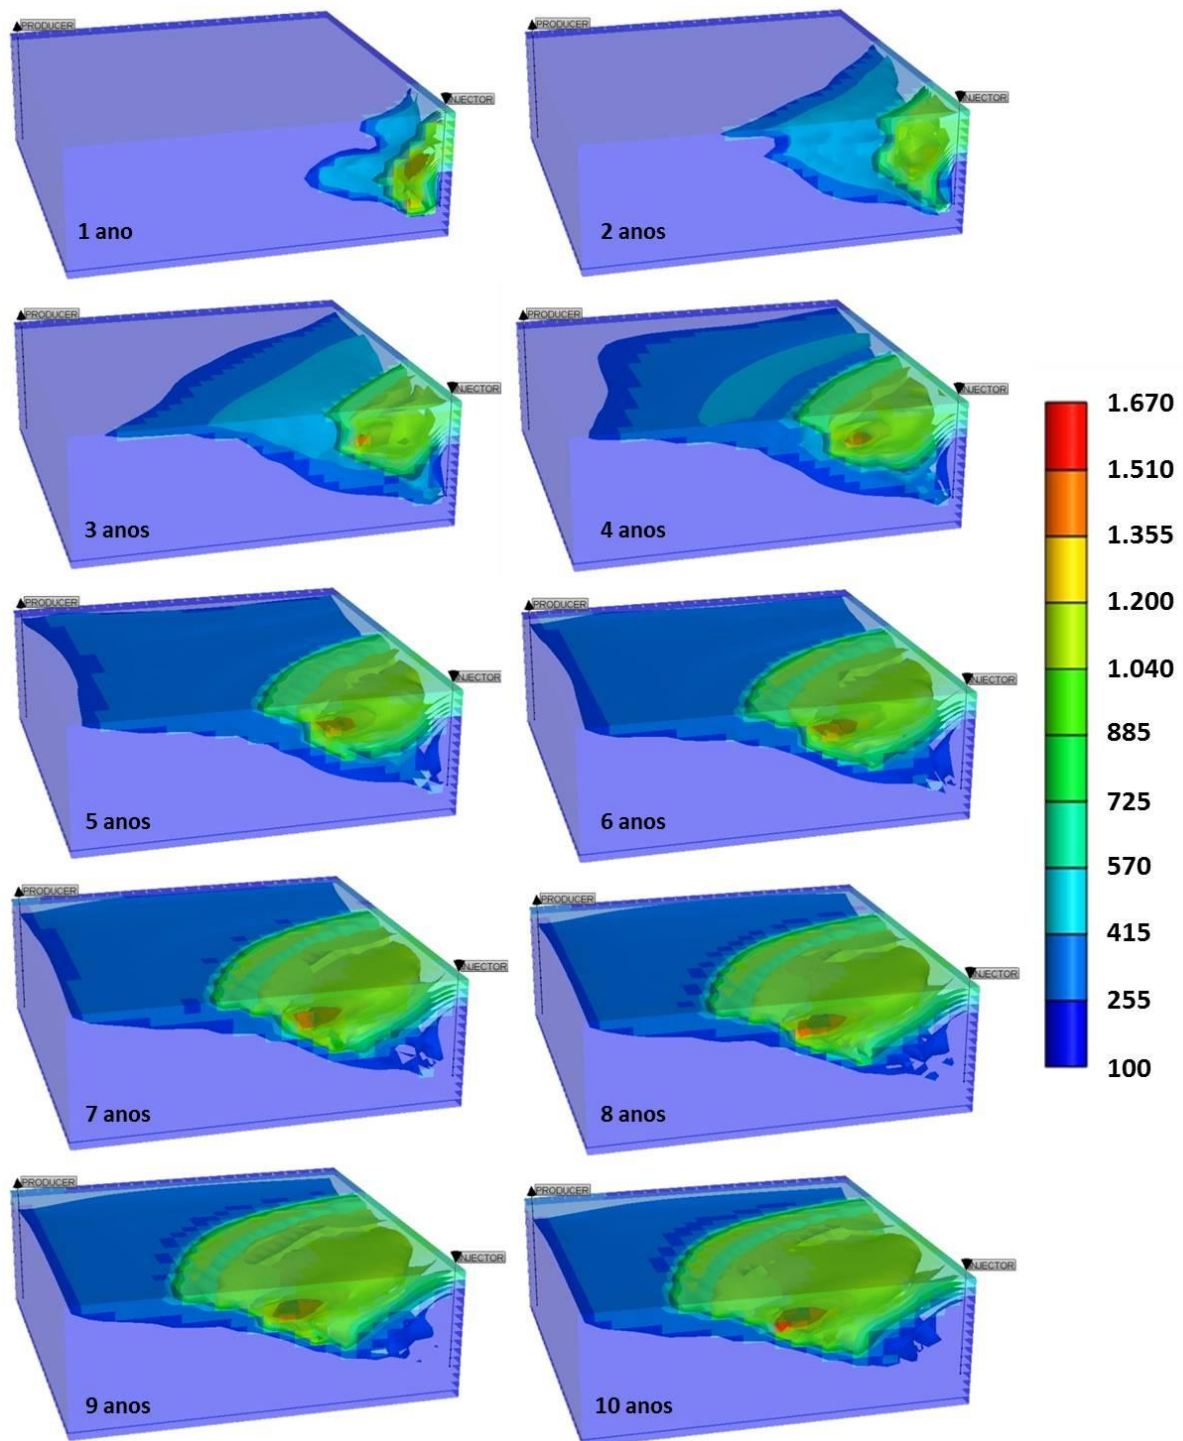 PRODUCER
INJECTOR
1 ano
PRODUCER
INJECTOR
2 anos
PRODUCER
INJECTOR
3 anos
PRODUCER
INJECTOR
4 anos
1.670
1.510
1.355
1.200
1.040
885
725
570
415
255
100
PRODUCER
INJECTOR
5 anos
PRODUCER
INJECTOR
6 anos
PRODUCER
INJECTOR
7 anos
PRODUCER
INJECTOR
8 anos
PRODUCER
INJECTOR
9 anos
PRODUCER
INJECTOR
10 anos